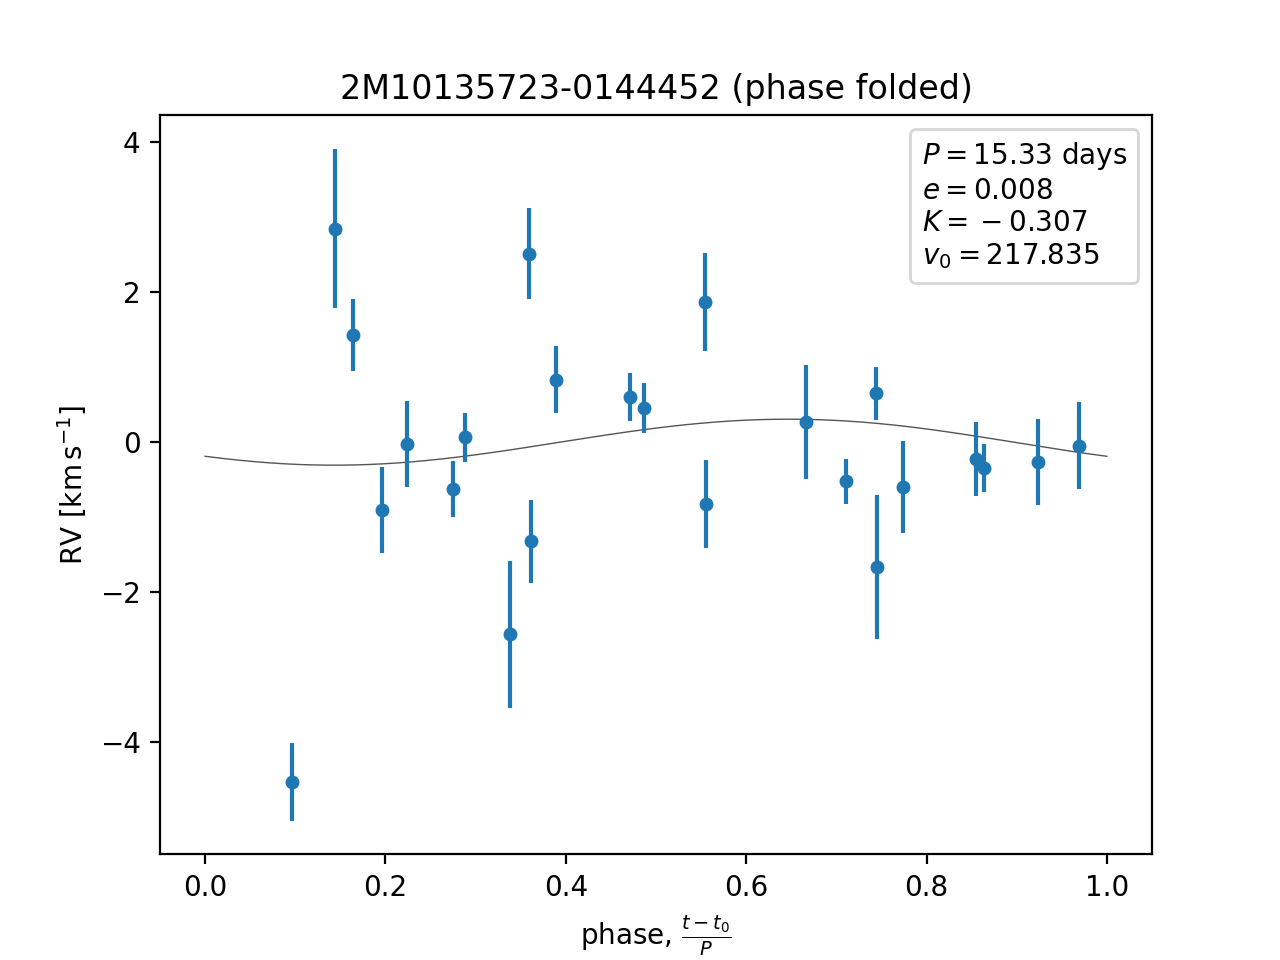 2M10135723-0144452 (phase folded)
P = 15.33 days
e = 0.008
K = −0.307
v₀ = 217.835
4
2
0
−2
−4
RV [km s⁻¹]
0.0 0.2 0.4 0.6 0.8 1.0
phase, (t − t₀)/P